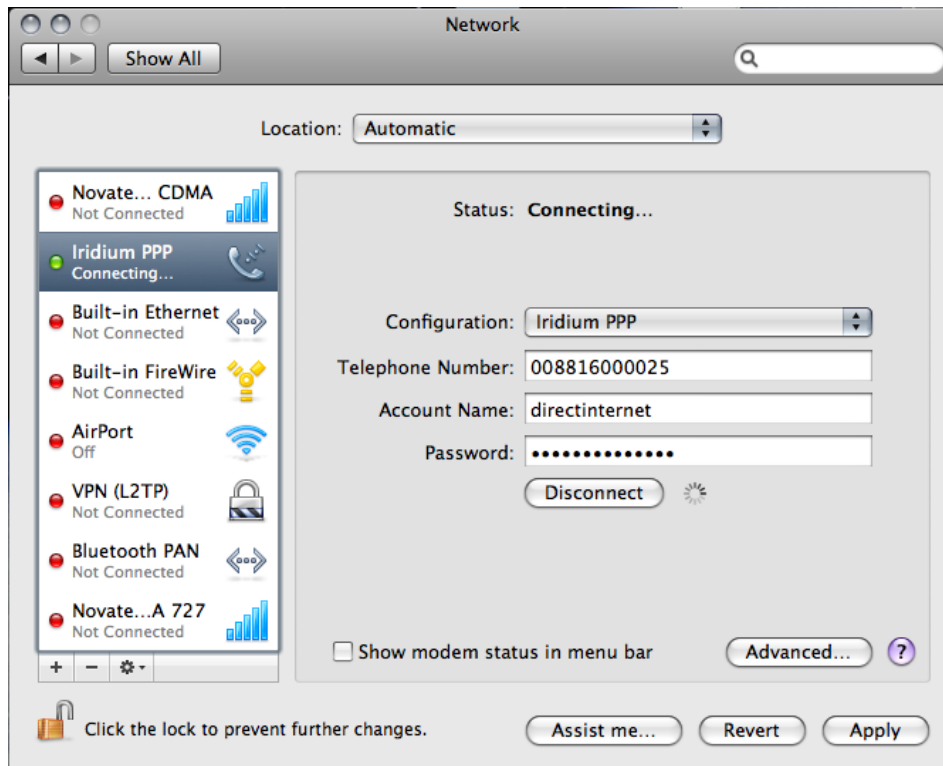 Network
Show All
Location: Automatic
Novate... CDMA
Not Connected
Iridium PPP
Connecting...
Built-in Ethernet
Not Connected
Built-in FireWire
Not Connected
AirPort
Off
VPN (L2TP)
Not Connected
Bluetooth PAN
Not Connected
Novate...A 727
Not Connected
Status: Connecting...
Configuration: Iridium PPP
Telephone Number: 008816000025
Account Name: directinternet
Password: ••••••••••••••
Disconnect
Show modem status in menu bar
Advanced... ?
Click the lock to prevent further changes.
Assist me... Revert Apply